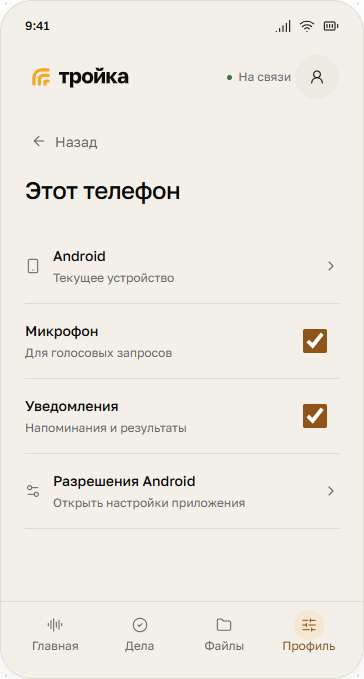 9:41
тройка
На связи
Назад
Этот телефон
Android
Текущее устройство
Микрофон
Для голосовых запросов
Уведомления
Напоминания и результаты
Разрешения Android
Открыть настройки приложения
Главная
Дела
Файлы
Профиль